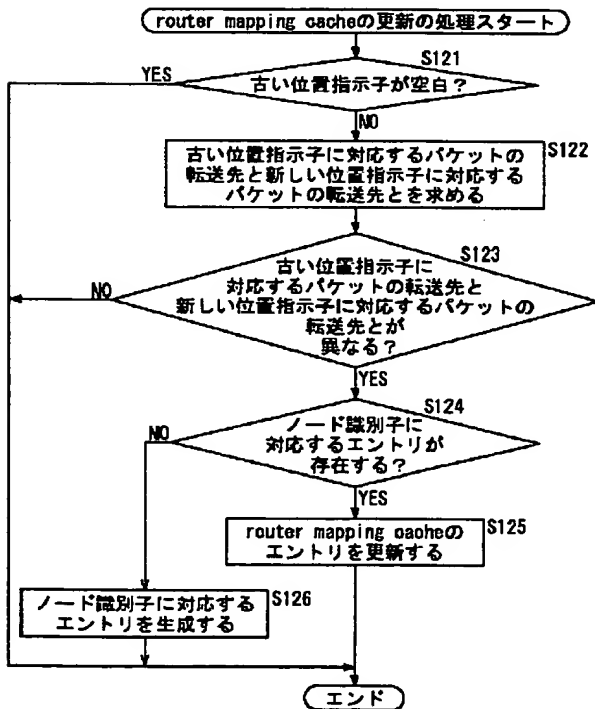 router mapping cacheの更新の処理スタート
S121
YES
古い位置指示子が空白？
NO
S122
古い位置指示子に対応するパケットの
転送先と新しい位置指示子に対応する
パケットの転送先とを求める
S123
古い位置指示子に
対応するパケットの転送先と
新しい位置指示子に対応するパケットの
転送先とが
異なる？
NO
YES
S124
ノード識別子に
対応するエントリが
存在する？
NO
YES
S125
router mapping cacheの
エントリを更新する
S126
ノード識別子に対応する
エントリを生成する
エンド